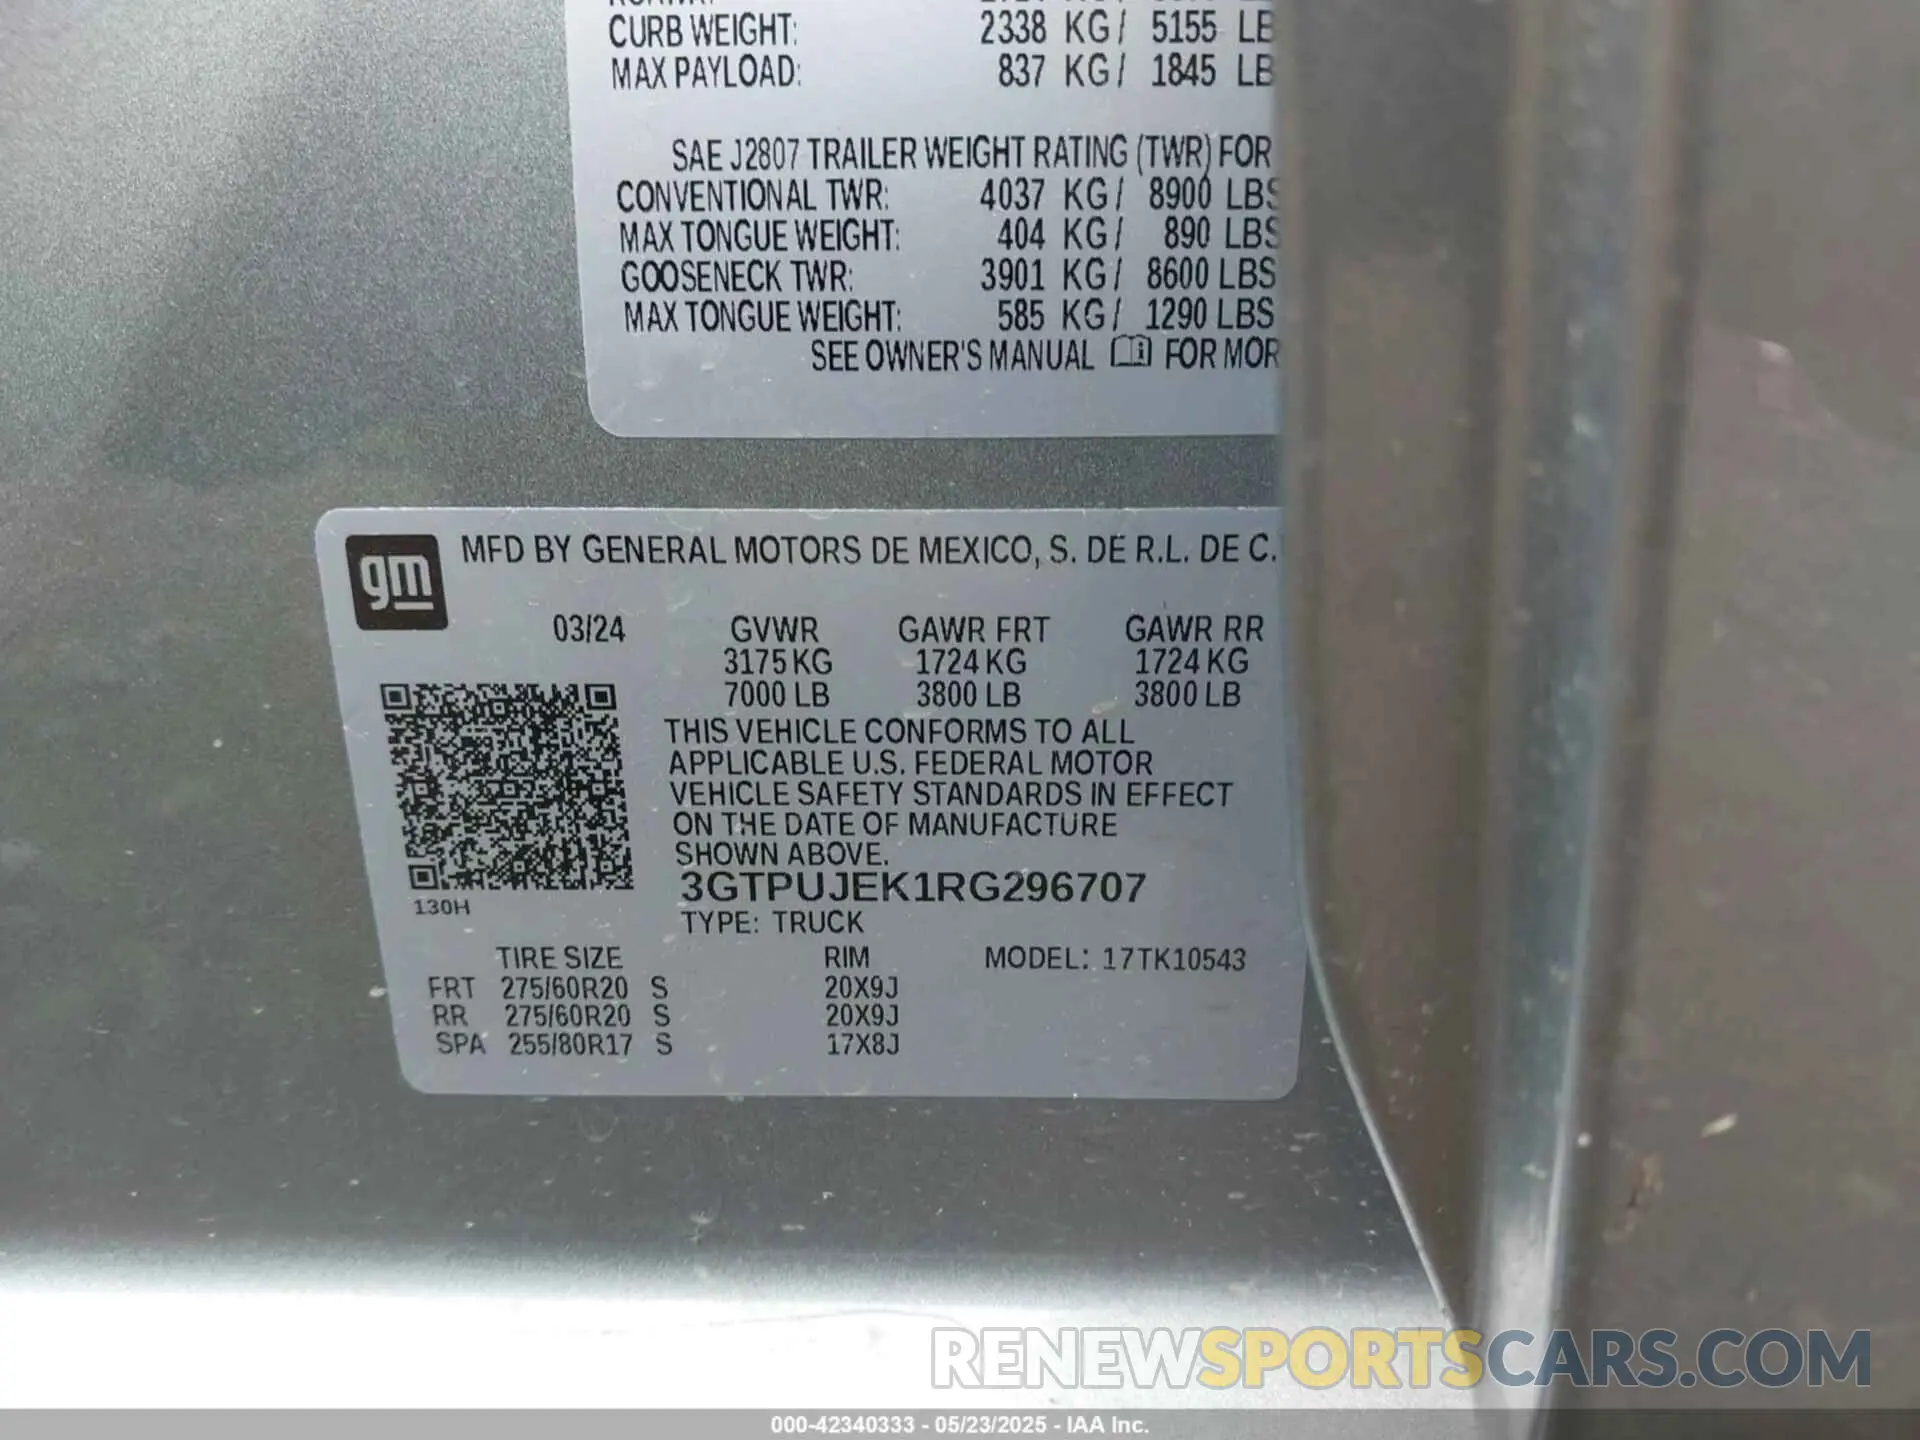 CURB WEIGHT: 2338 KG / 5155 LB
MAX PAYLOAD: 837 KG / 1845 LB
SAE J2807 TRAILER WEIGHT RATING (TWR) FOR
CONVENTIONAL TWR: 4037 KG / 8900 LBS
MAX TONGUE WEIGHT: 404 KG / 890 LBS
GOOSENECK TWR: 3901 KG / 8600 LBS
MAX TONGUE WEIGHT: 585 KG / 1290 LBS
SEE OWNER'S MANUAL FOR MOR
gm
MFD BY GENERAL MOTORS DE MEXICO, S. DE R.L. DE C.
03/24 GVWR GAWR FRT GAWR RR
3175 KG 1724 KG 1724 KG
7000 LB 3800 LB 3800 LB
THIS VEHICLE CONFORMS TO ALL
APPLICABLE U.S. FEDERAL MOTOR
VEHICLE SAFETY STANDARDS IN EFFECT
ON THE DATE OF MANUFACTURE
SHOWN ABOVE.
3GTPUJEK1RG296707
130H
TYPE: TRUCK
TIRE SIZE RIM MODEL: 17TK10543
FRT 275/60R20 S 20X9J
RR 275/60R20 S 20X9J
SPA 255/80R17 S 17X8J
RENEWSPORTSCARS.COM
000-42340333 - 05/23/2025 - IAA Inc.